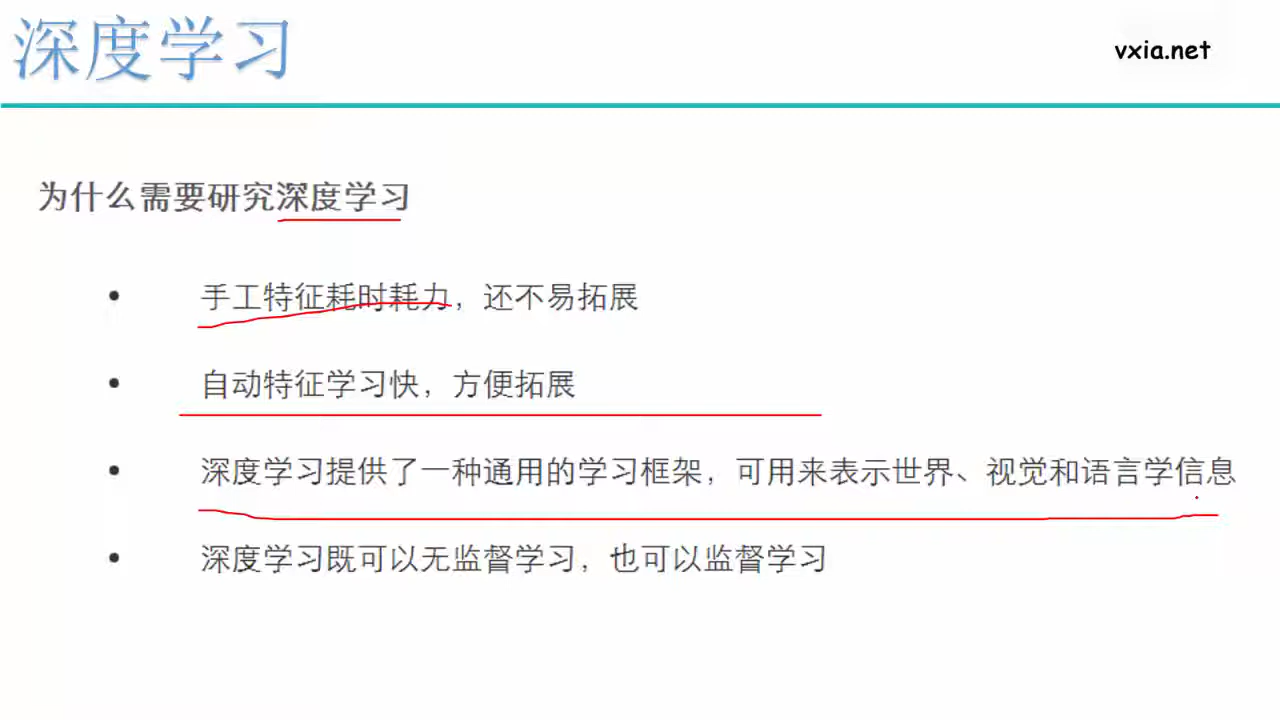 深度学习
vxia.net
为什么需要研究深度学习
• 手工特征耗时耗力，还不易拓展
• 自动特征学习快，方便拓展
• 深度学习提供了一种通用的学习框架，可用来表示世界、视觉和语言学信息
• 深度学习既可以无监督学习，也可以监督学习